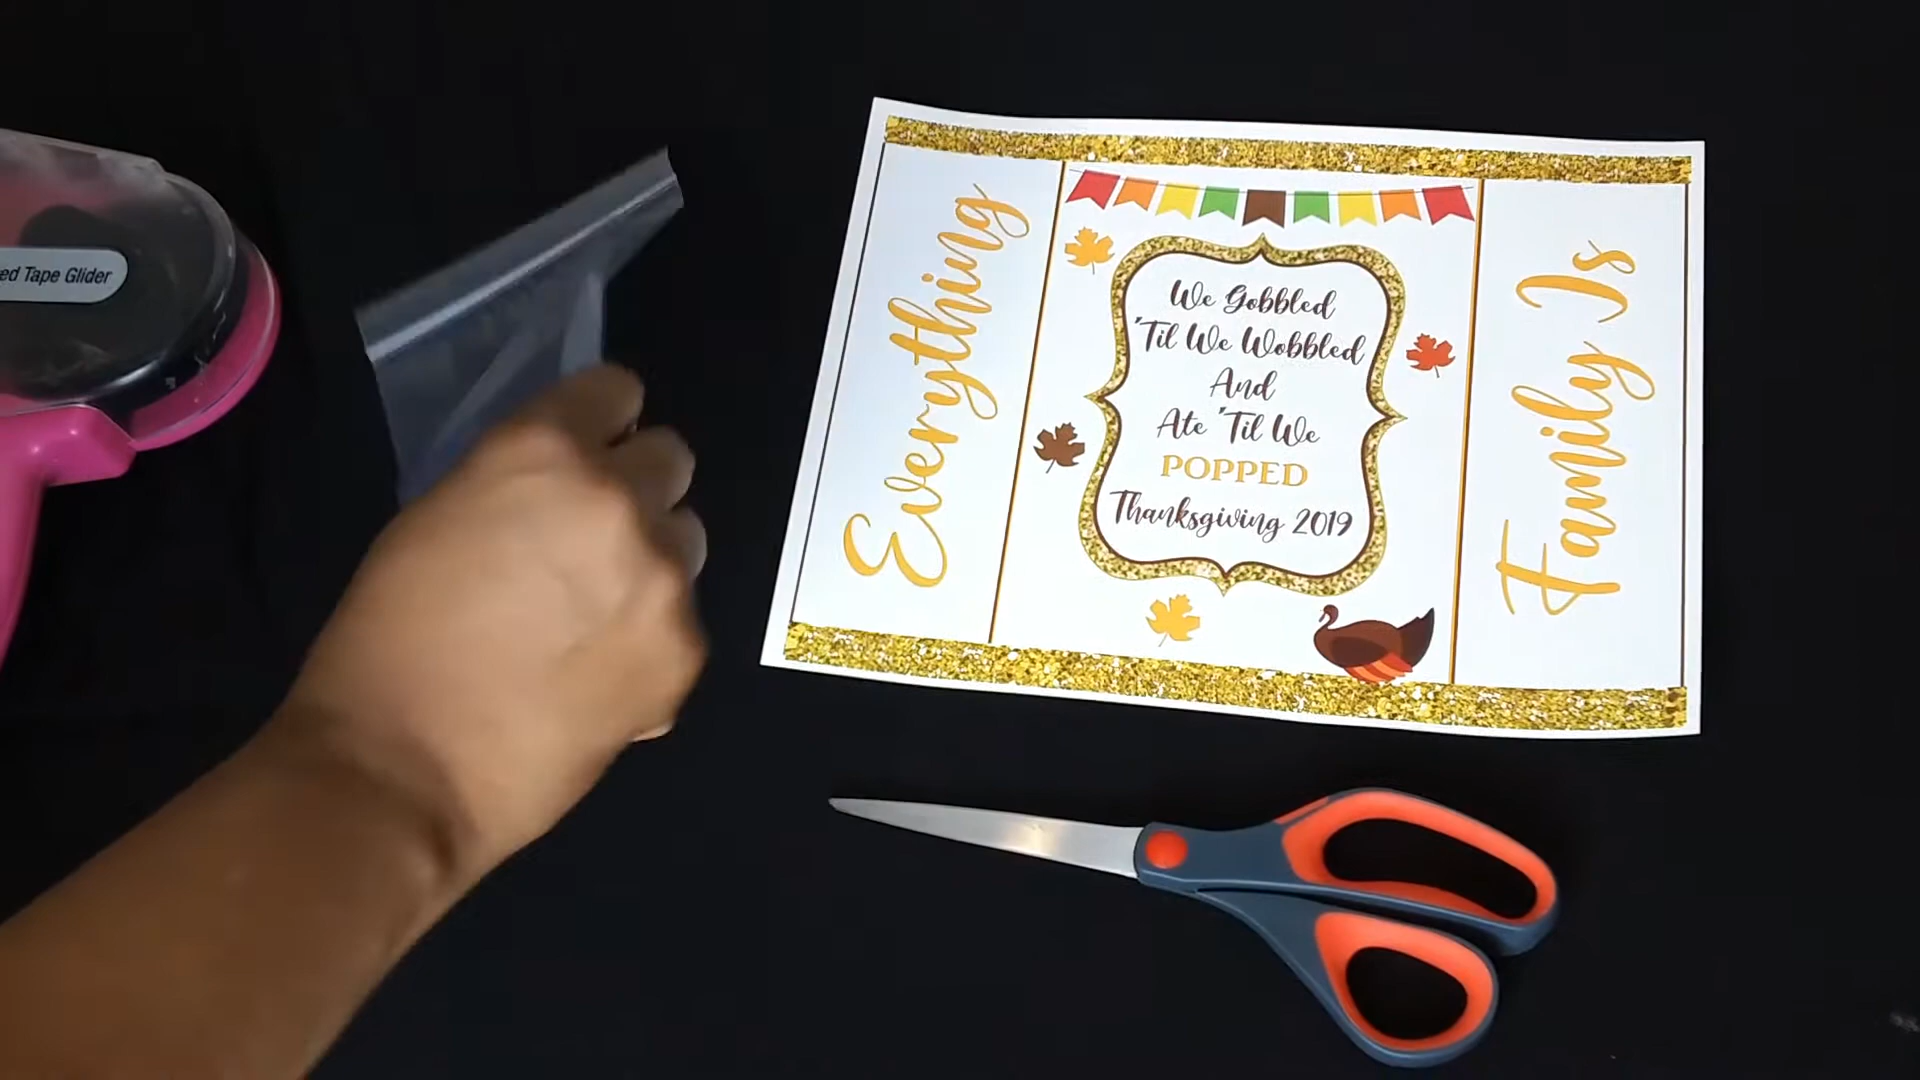 ed Tape Glider
Everything
We Gobbled
'Til We Wobbled
And
Ate 'Til We
POPPED
Thanksgiving 2019
Family Is